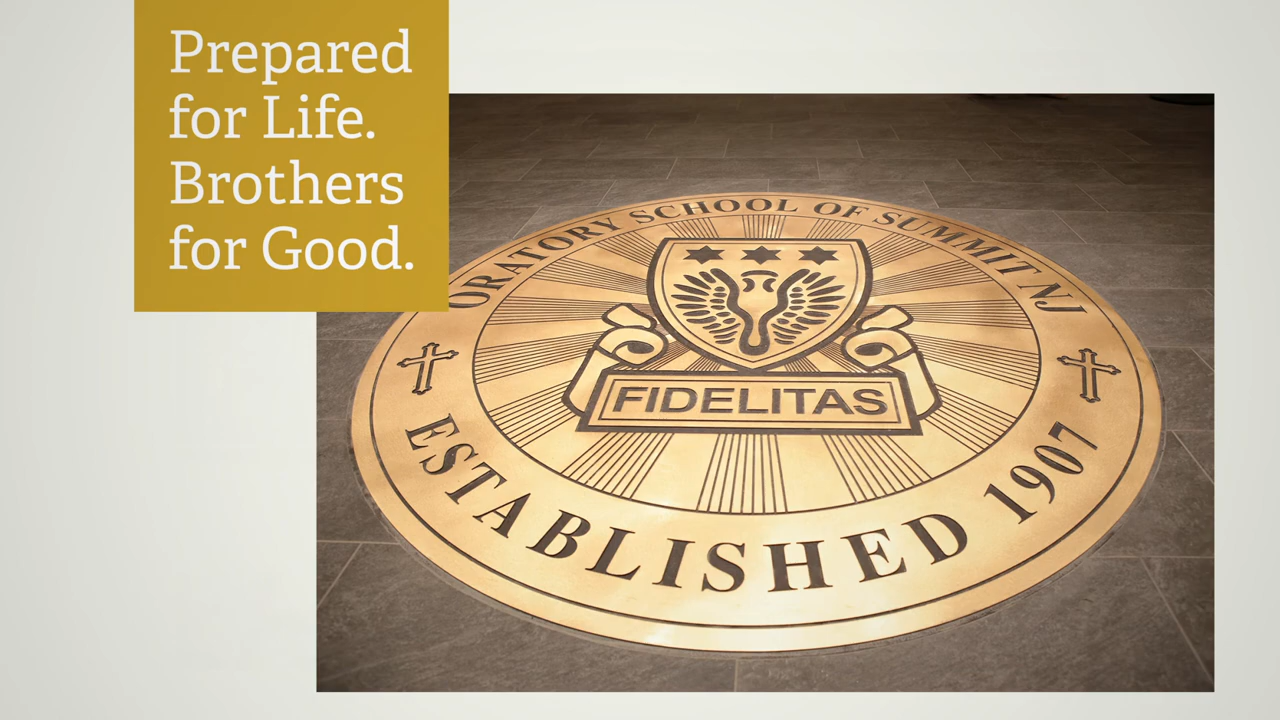 Prepared
for Life.
Brothers
for Good.
ORATORY SCHOOL OF SUMMIT NJ
FIDELITAS
ESTABLISHED 1907